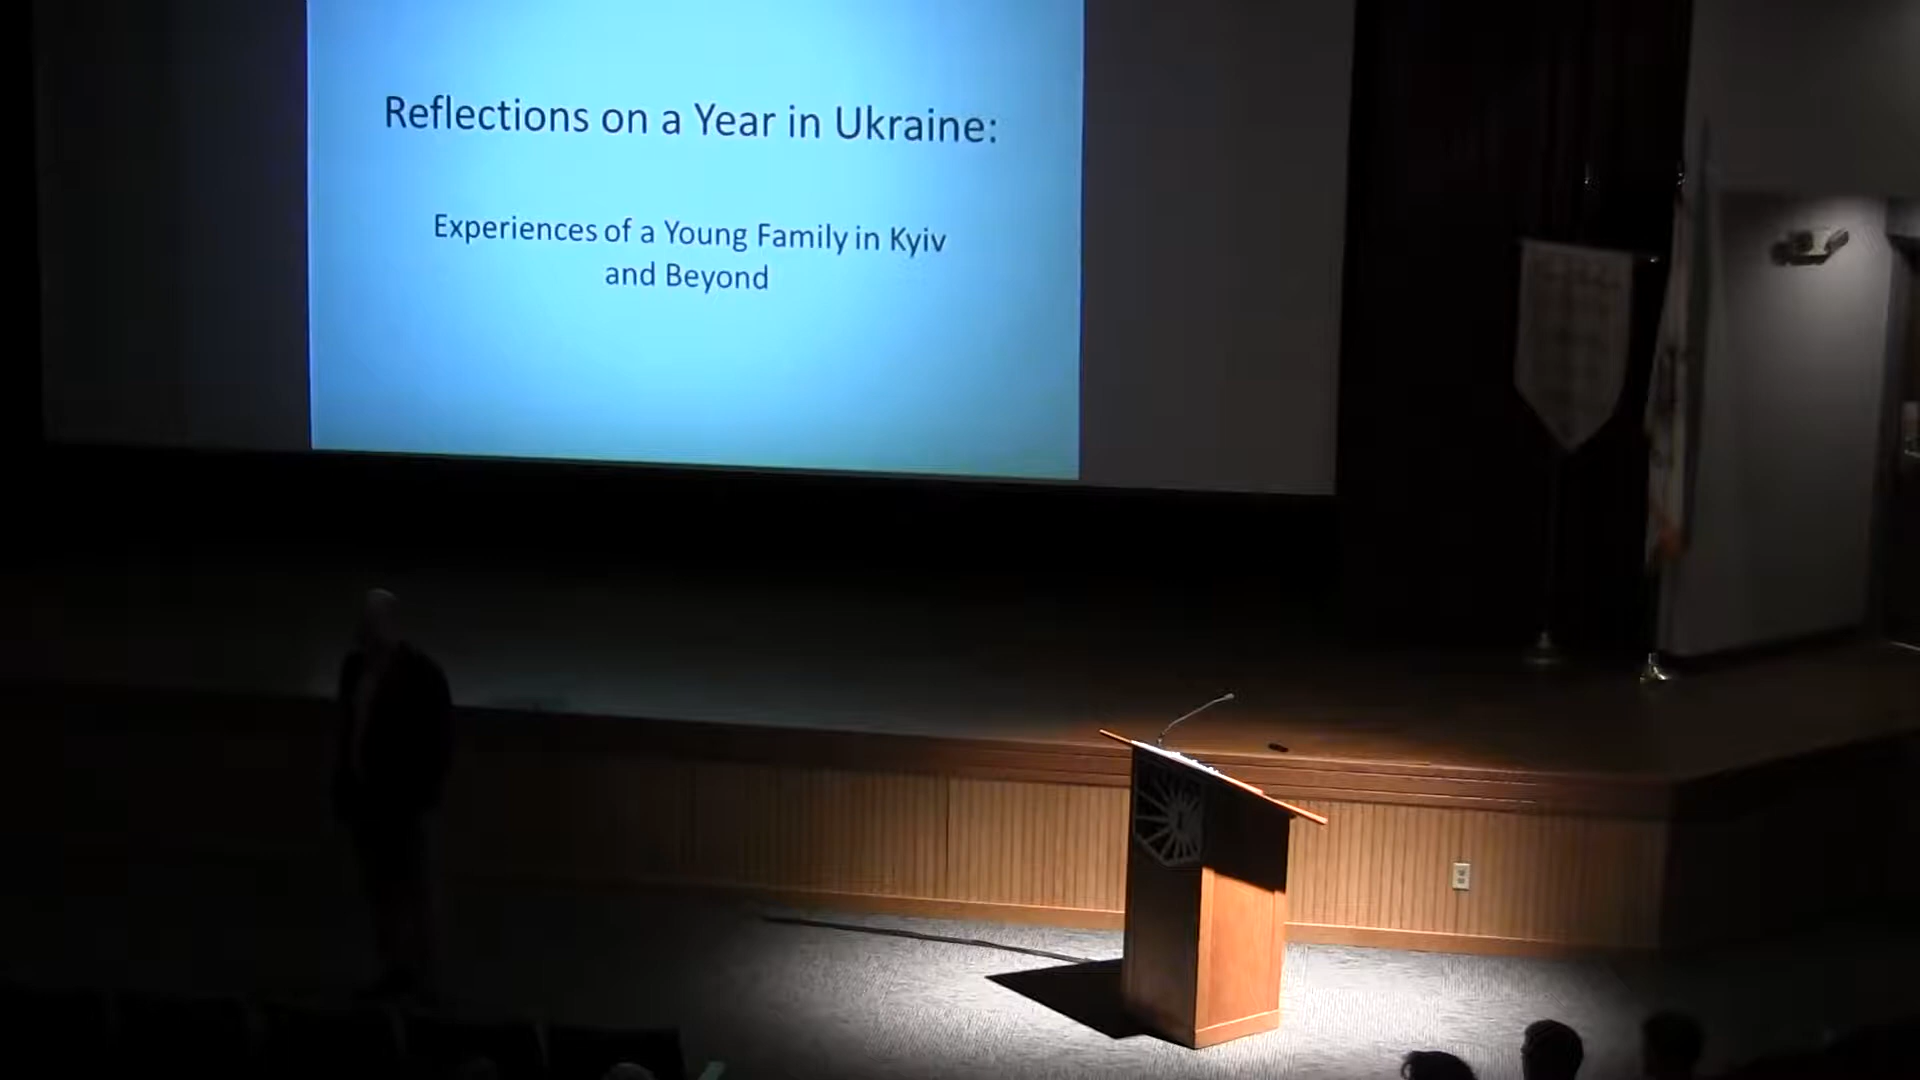 Reflections on a Year in Ukraine:
Experiences of a Young Family in Kyiv
and Beyond